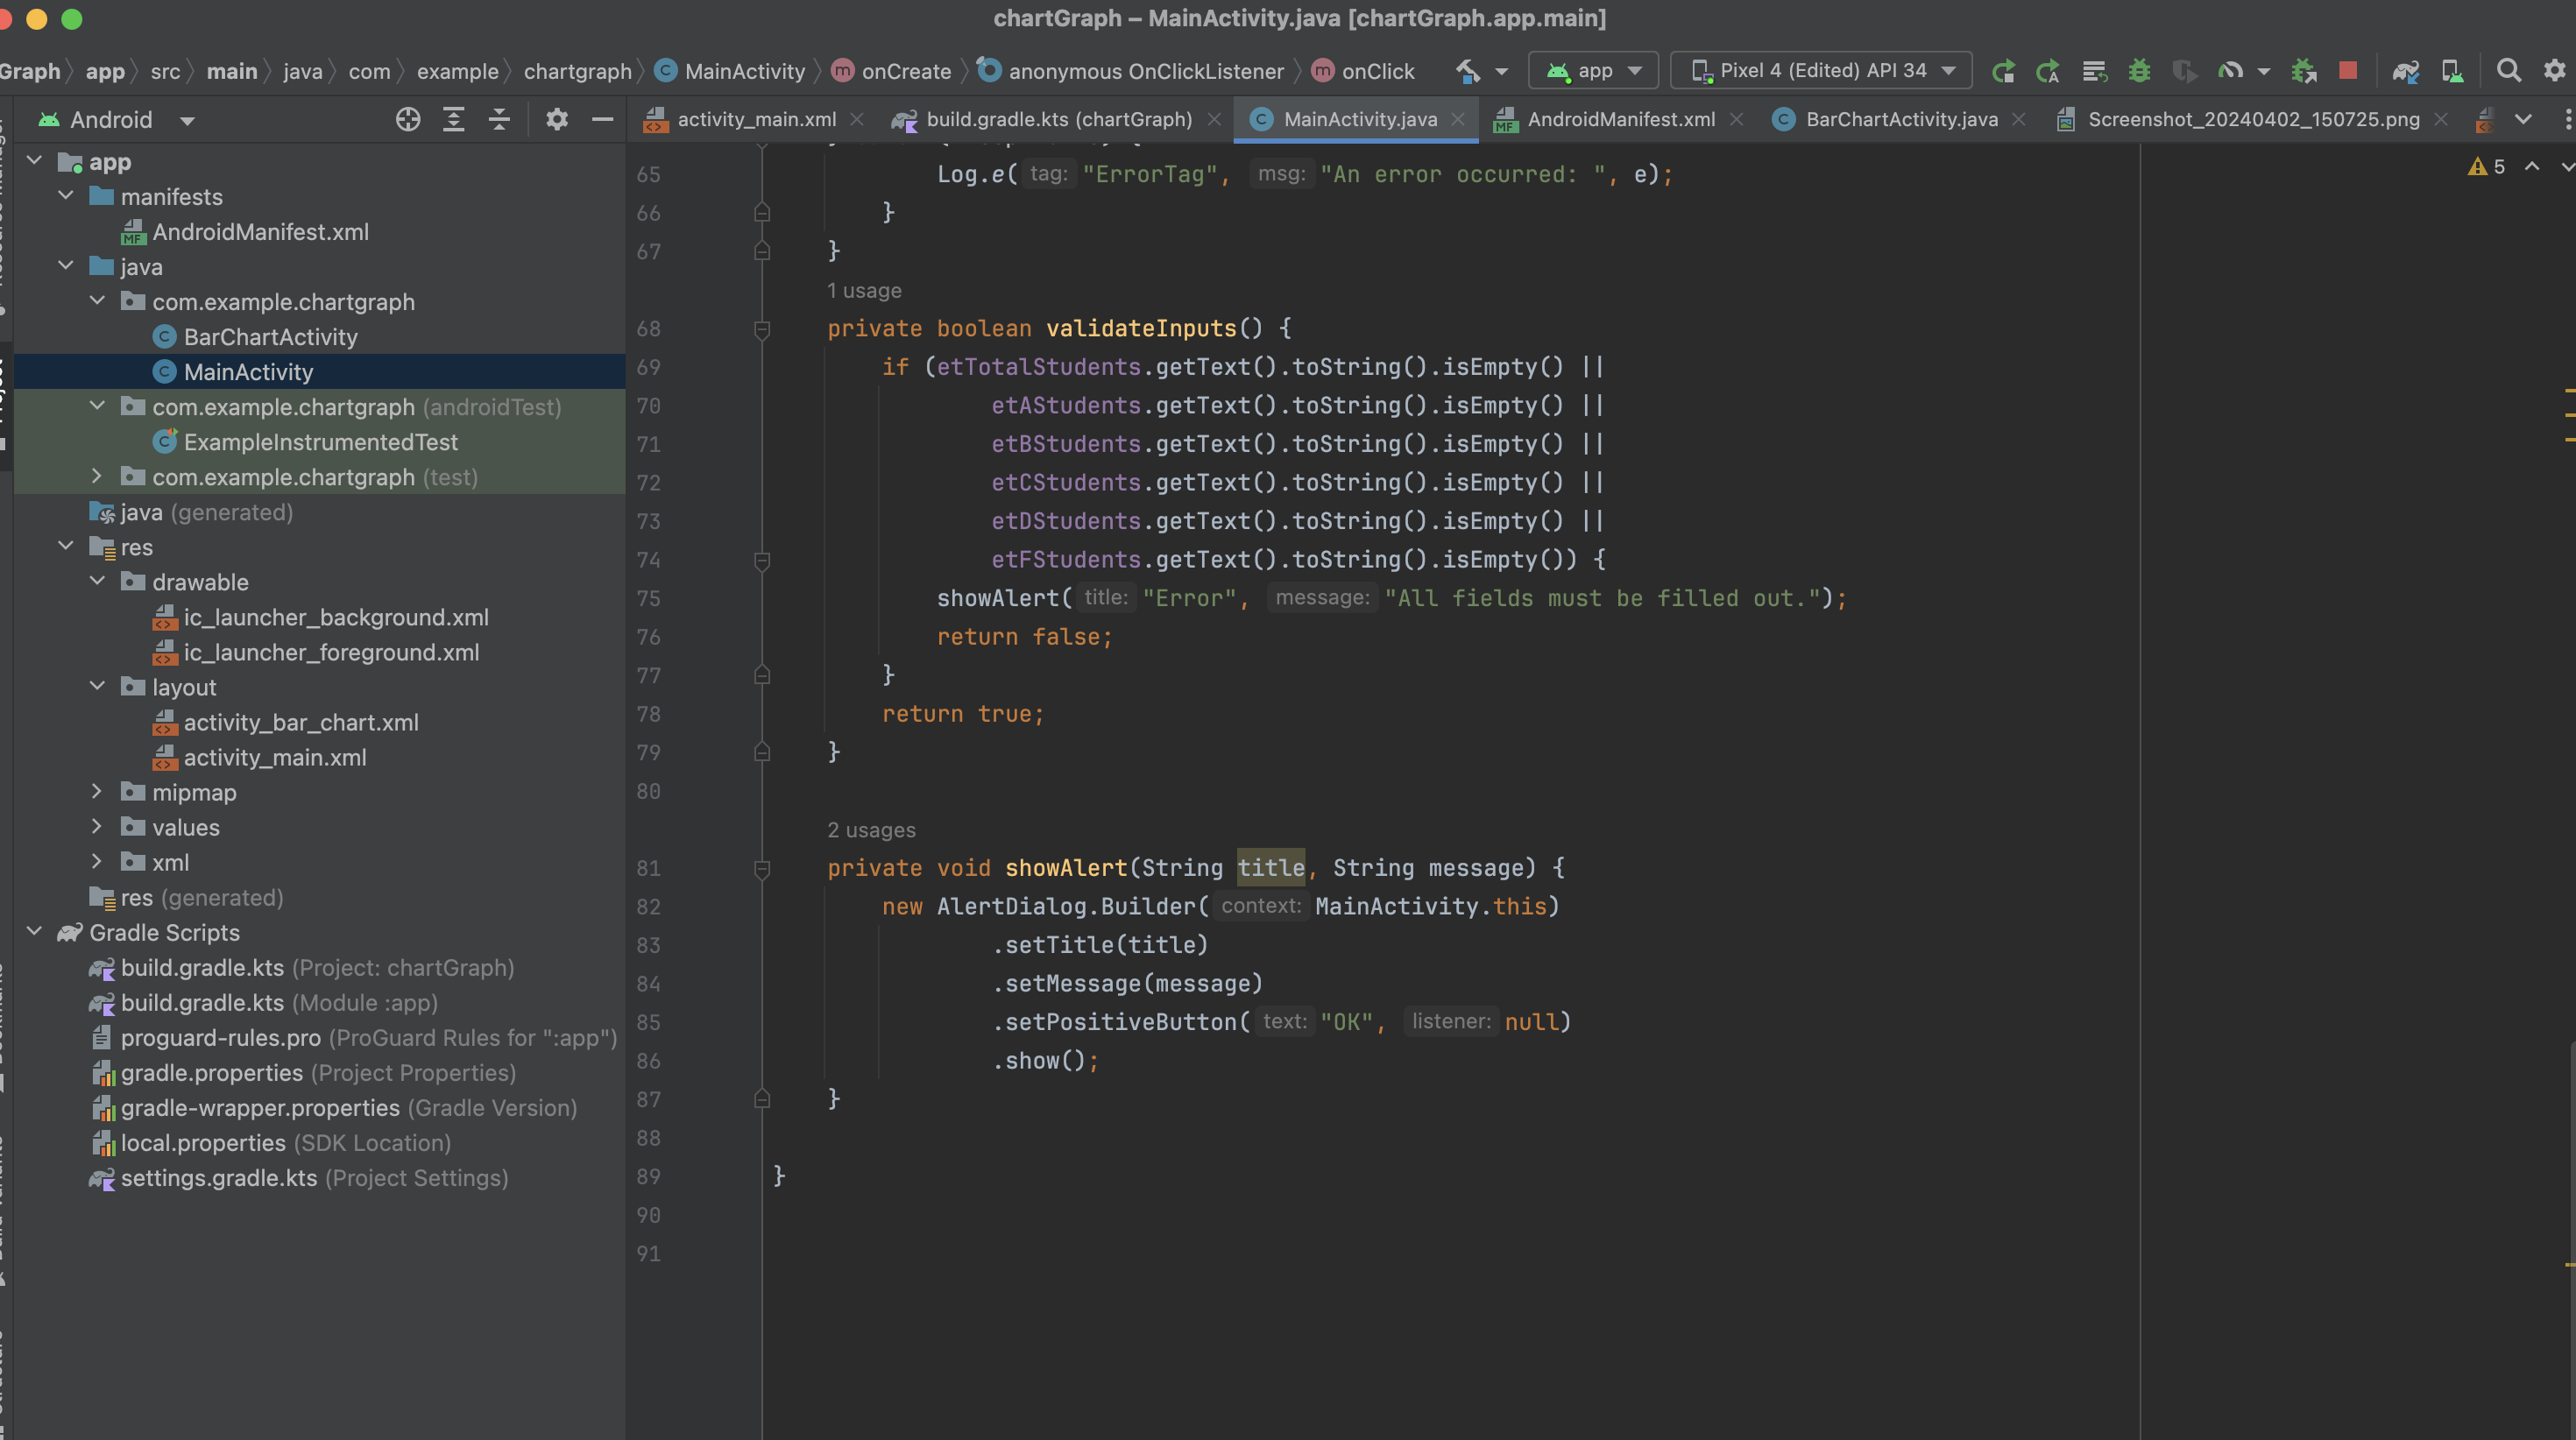 chartGraph – MainActivity.java [chartGraph.app.main]
Graph app src main java com example chartgraph MainActivity onCreate anonymous OnClickListener onClick app Pixel 4 (Edited) API 34
Android
activity_main.xml build.gradle.kts (chartGraph) MainActivity.java AndroidManifest.xml BarChartActivity.java Screenshot_20240402_150725.png
app
manifests
AndroidManifest.xml
java
com.example.chartgraph
BarChartActivity
MainActivity
com.example.chartgraph (androidTest)
ExampleInstrumentedTest
com.example.chartgraph (test)
java (generated)
res
drawable
ic_launcher_background.xml
ic_launcher_foreground.xml
layout
activity_bar_chart.xml
activity_main.xml
mipmap
values
xml
res (generated)
Gradle Scripts
build.gradle.kts (Project: chartGraph)
build.gradle.kts (Module :app)
proguard-rules.pro (ProGuard Rules for ":app")
gradle.properties (Project Properties)
gradle-wrapper.properties (Gradle Version)
local.properties (SDK Location)
settings.gradle.kts (Project Settings)
5
65 Log.e( tag: "ErrorTag", msg: "An error occurred: ", e);
66 }
67 }
1 usage
68 private boolean validateInputs() {
69 if (etTotalStudents.getText().toString().isEmpty() ||
70 etAStudents.getText().toString().isEmpty() ||
71 etBStudents.getText().toString().isEmpty() ||
72 etCStudents.getText().toString().isEmpty() ||
73 etDStudents.getText().toString().isEmpty() ||
74 etFStudents.getText().toString().isEmpty()) {
75 showAlert( title: "Error", message: "All fields must be filled out.");
76 return false;
77 }
78 return true;
79 }
80
2 usages
81 private void showAlert(String title, String message) {
82 new AlertDialog.Builder( context: MainActivity.this)
83 .setTitle(title)
84 .setMessage(message)
85 .setPositiveButton( text: "OK", listener: null)
86 .show();
87 }
88
89 }
90
91